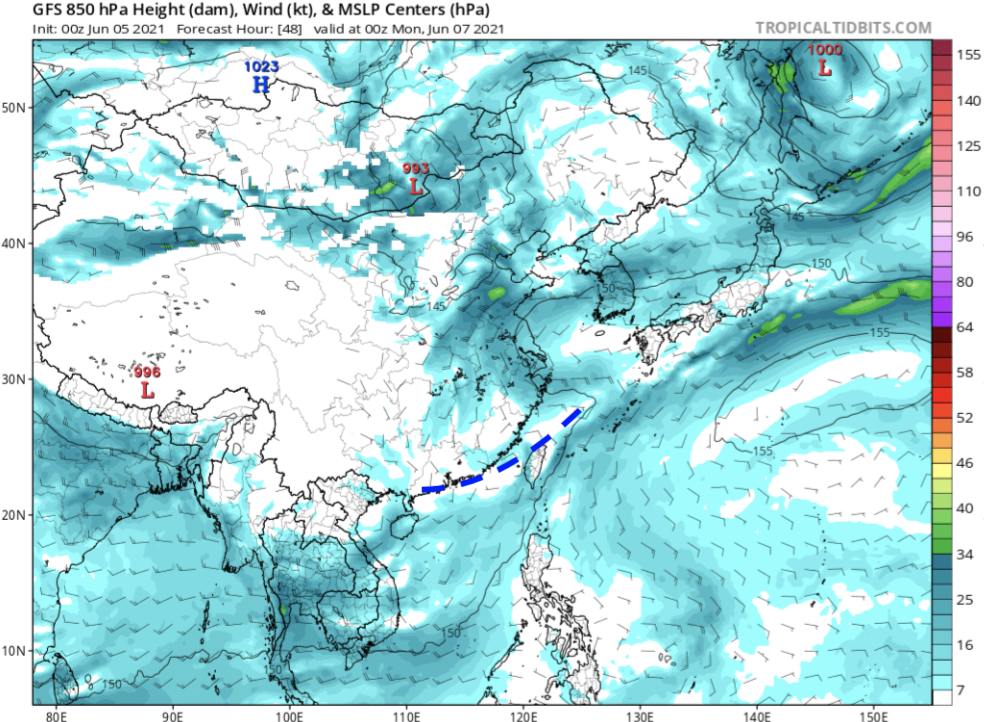 GFS 850 hPa Height (dam), Wind (kt), & MSLP Centers (hPa)
Init: 00z Jun 05 2021 Forecast Hour: [48] valid at 00z Mon, Jun 07 2021 TROPICALTIDBITS.COM
1000
L
155
1023
H
145
50N
140
125
993
L
110
145
96
40N
150
80
150
145
64
155
996
L
30N
58
52
155
46
20N
40
34
25
150
10N
16
150
150
7
80E 90E 100E 110E 120E 130E 140E 150E